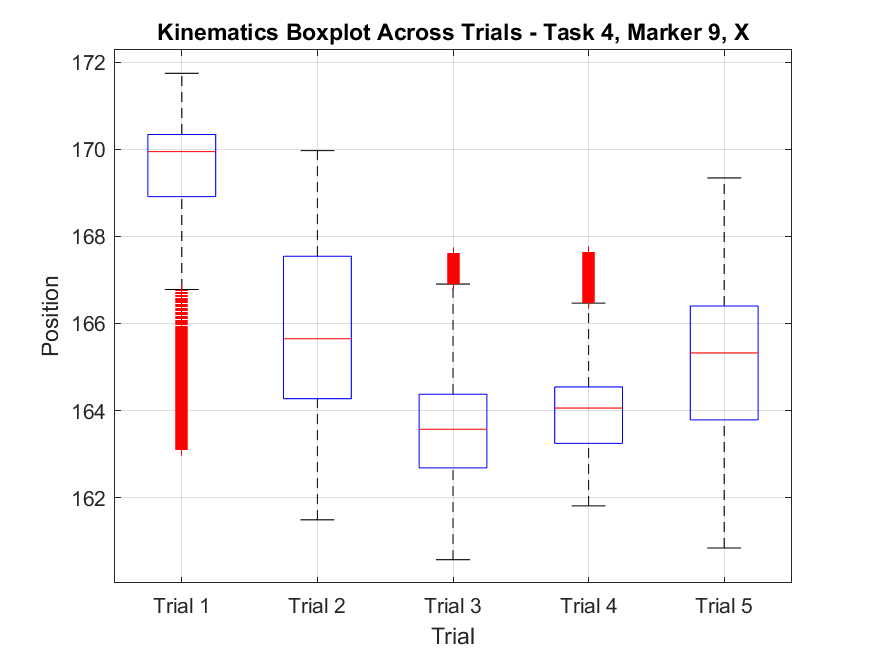 Kinematics Boxplot Across Trials - Task 4, Marker 9, X
172
170
168
166
164
162
Position
Trial 1 Trial 2 Trial 3 Trial 4 Trial 5
Trial